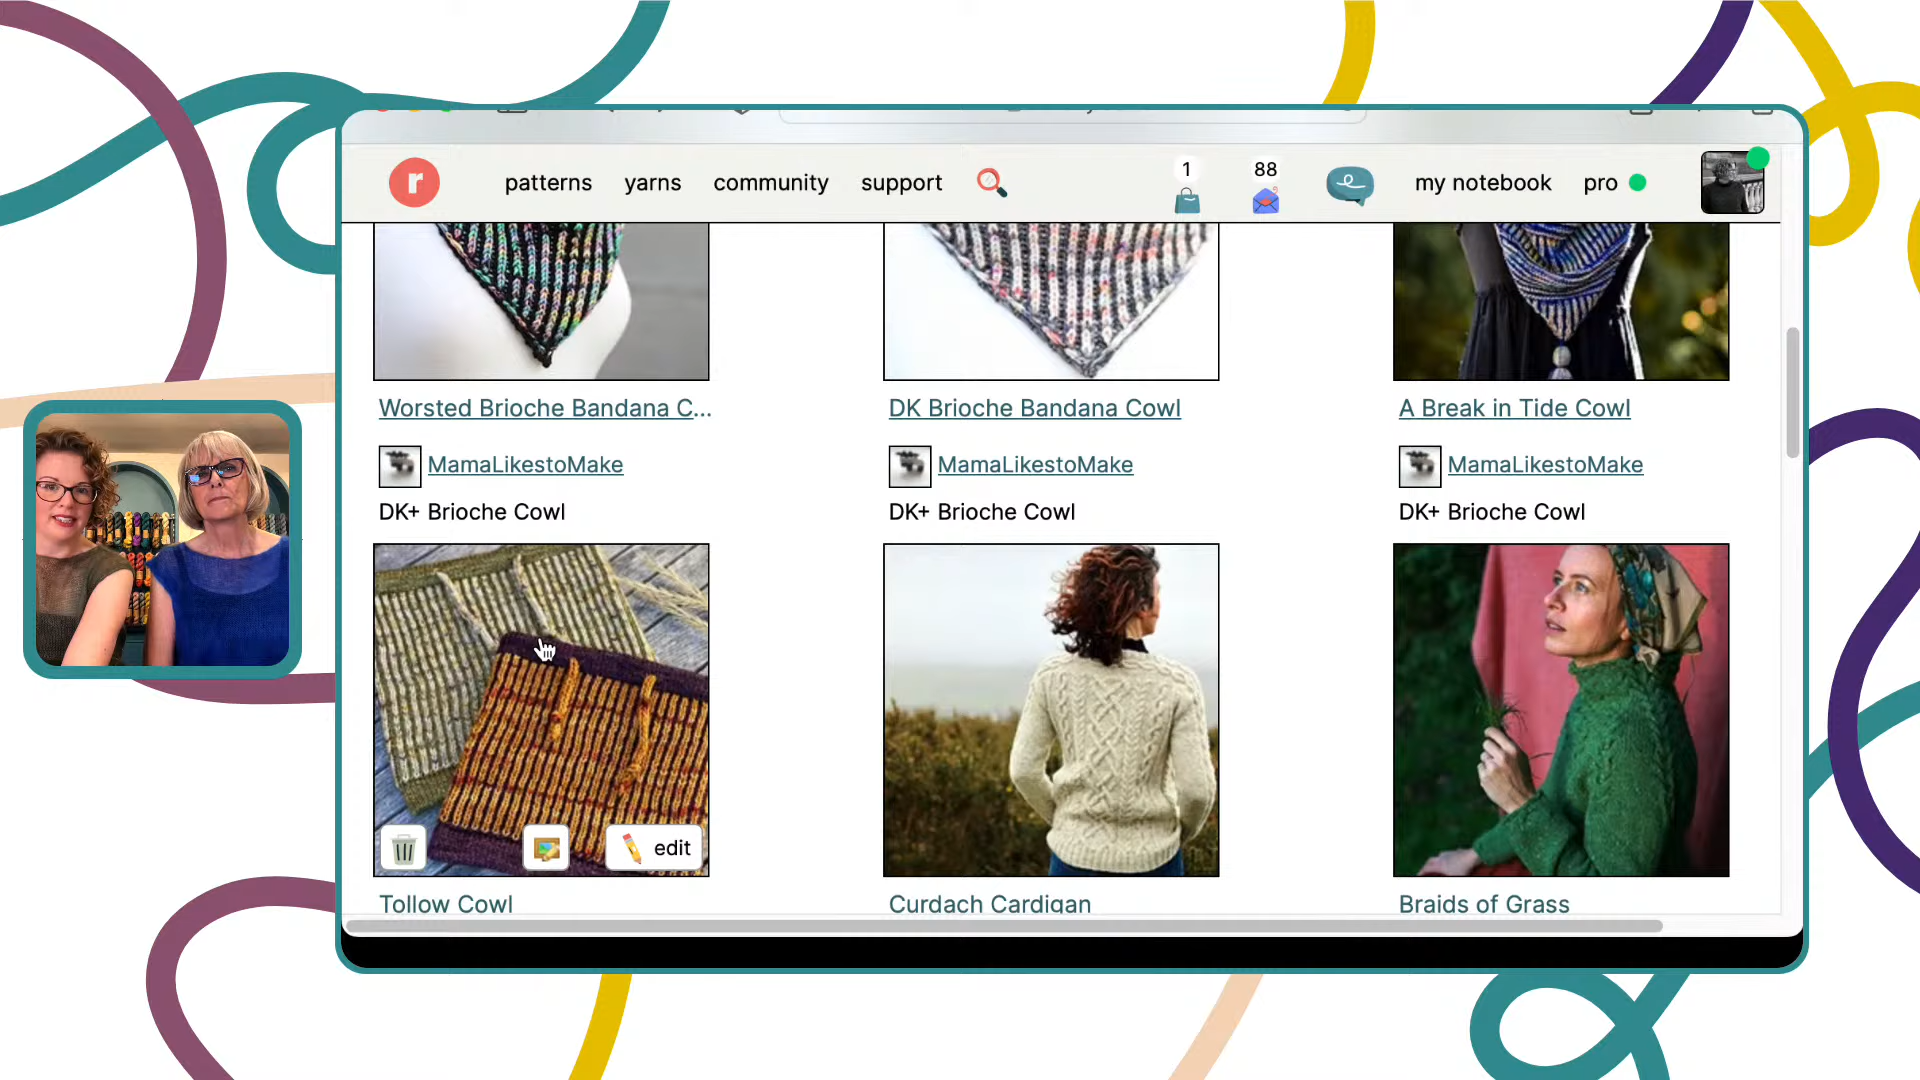 r
patterns
yarns
community
support
1
88
my notebook
pro
Worsted Brioche Bandana C...
DK Brioche Bandana Cowl
A Break in Tide Cowl
MamaLikestoMake
MamaLikestoMake
MamaLikestoMake
DK+ Brioche Cowl
DK+ Brioche Cowl
DK+ Brioche Cowl
edit
Tollow Cowl
Curdach Cardigan
Braids of Grass